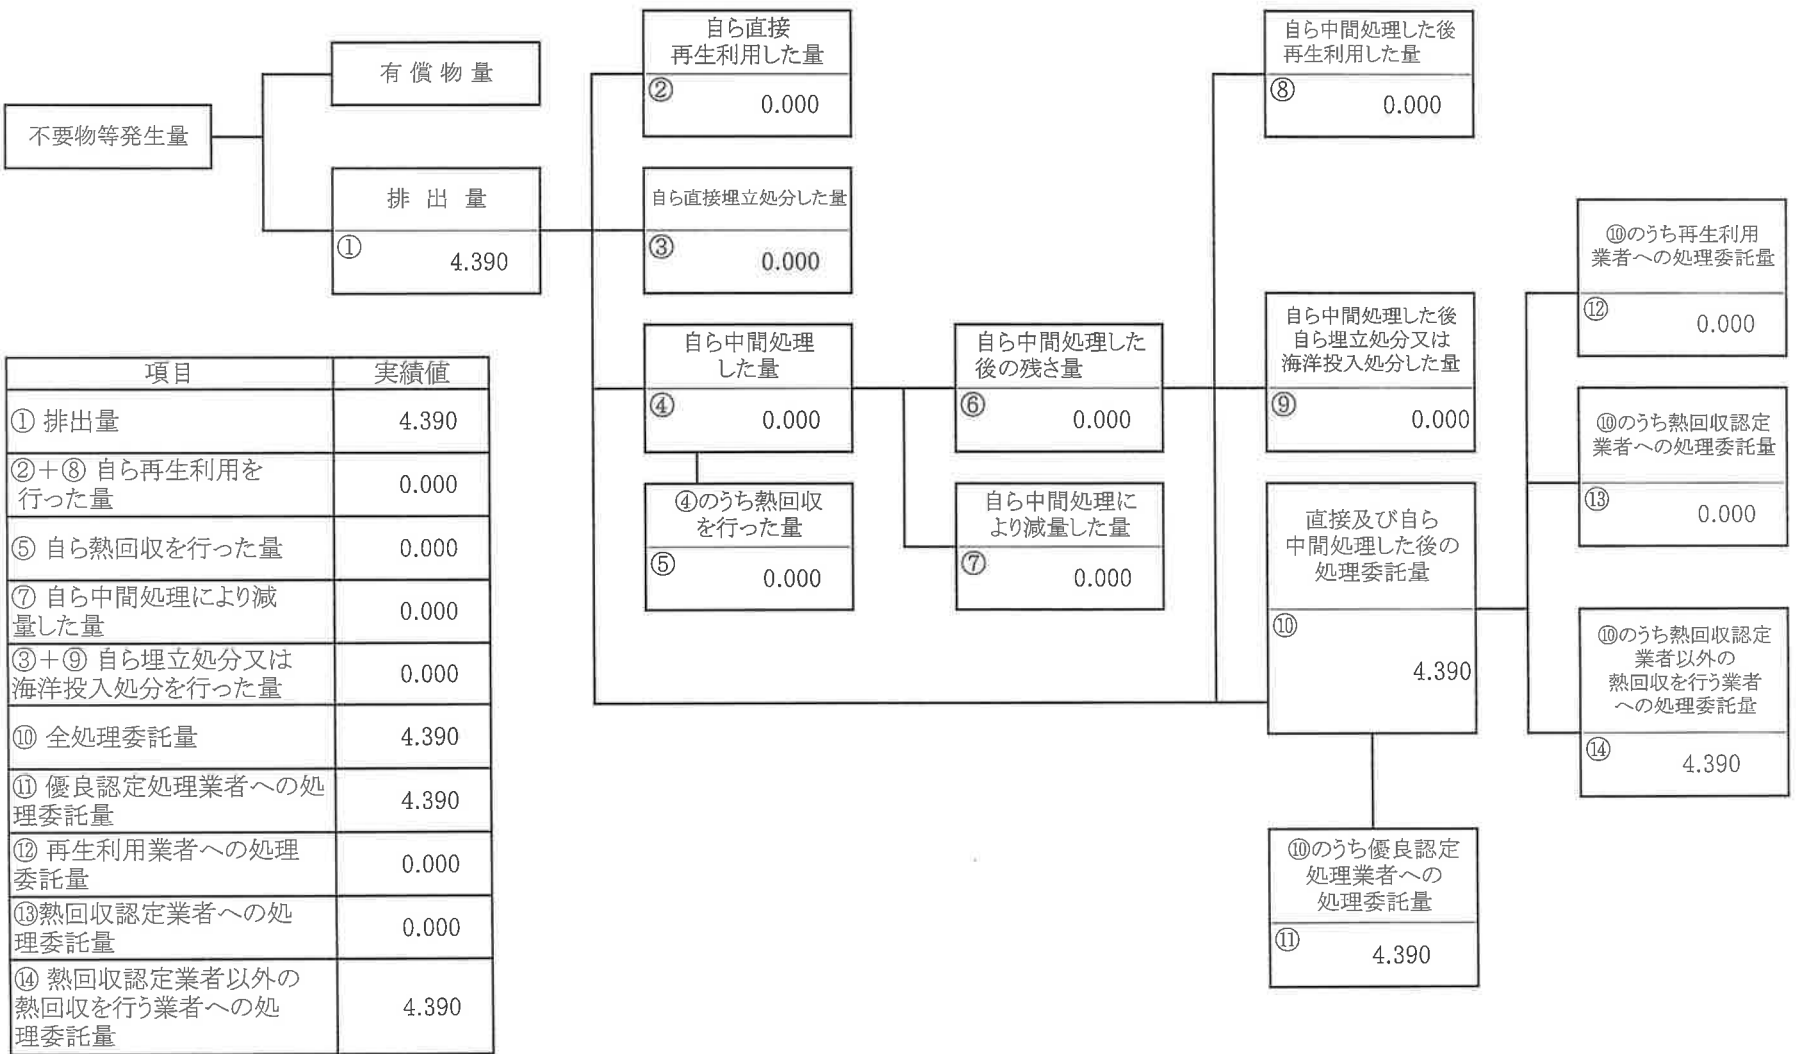 不要物等発生量
有償物量
排出量
①
4.390
自ら直接
再生利用した量
②
0.000
自ら直接埋立処分した量
③
0.000
自ら中間処理
した量
④
0.000
④のうち熱回収
を行った量
⑤
0.000
自ら中間処理した
後の残さ量
⑥
0.000
自ら中間処理に
より減量した量
⑦
0.000
自ら中間処理した後
再生利用した量
⑧
0.000
自ら中間処理した後
自ら埋立処分又は
海洋投入処分した量
⑨
0.000
直接及び自ら
中間処理した後の
処理委託量
⑩
4.390
⑩のうち優良認定
処理業者への
処理委託量
⑪
4.390
⑩のうち再生利用
業者への処理委託量
⑫
0.000
⑩のうち熱回収認定
業者への処理委託量
⑬
0.000
⑩のうち熱回収認定
業者以外の
熱回収を行う業者
への処理委託量
⑭
4.390
項目 実績値
① 排出量 4.390
②+⑧ 自ら再生利用を
行った量 0.000
⑤ 自ら熱回収を行った量 0.000
⑦ 自ら中間処理により減
量した量 0.000
③+⑨ 自ら埋立処分又は
海洋投入処分を行った量 0.000
⑩ 全処理委託量 4.390
⑪ 優良認定処理業者への処
理委託量 4.390
⑫ 再生利用業者への処理
委託量 0.000
⑬熱回収認定業者への処
理委託量 0.000
⑭ 熱回収認定業者以外の
熱回収を行う業者への処
理委託量 4.390